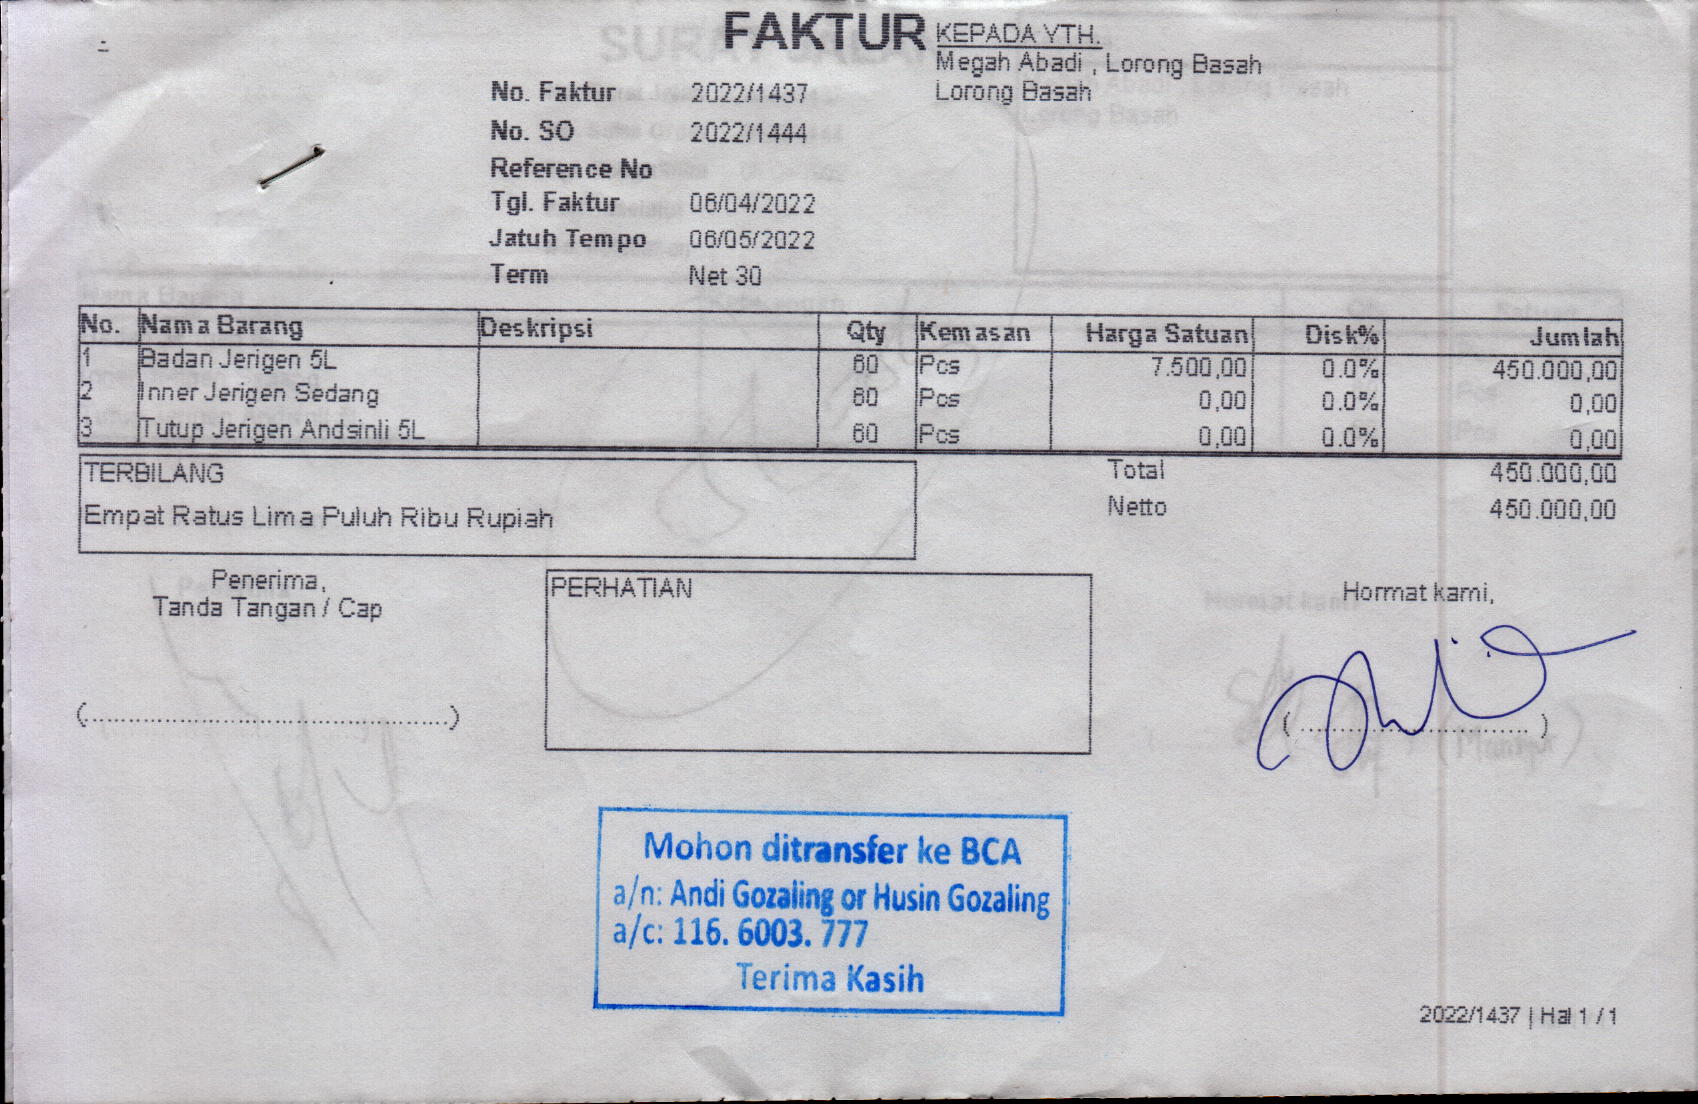 FAKTUR
KEPADA YTH.
Megah Abadi , Lorong Basah
Lorong Basah
No. Faktur 2022/1437
No. SO 2022/1444
Reference No
Tgl. Faktur 06/04/2022
Jatuh Tempo 06/05/2022
Term Net 30
No. Nama Barang Deskripsi Qty Kemasan Harga Satuan Disk% Jumlah
1 Badan Jerigen 5L 60 Pcs 7.500,00 0.0% 450.000,00
2 Inner Jerigen Sedang 60 Pcs 0,00 0.0% 0,00
3 Tutup Jerigen Andsinli 5L 60 Pcs 0,00 0.0% 0,00
TERBILANG
Empat Ratus Lima Puluh Ribu Rupiah
Total 450.000,00
Netto 450.000,00
Penerima,
Tanda Tangan / Cap
(............................................)
PERHATIAN
Hormat kami,
(............................)
Mohon ditransfer ke BCA
a/n: Andi Gozaling or Husin Gozaling
a/c: 116. 6003. 777
Terima Kasih
2022/1437 | Hal 1 / 1